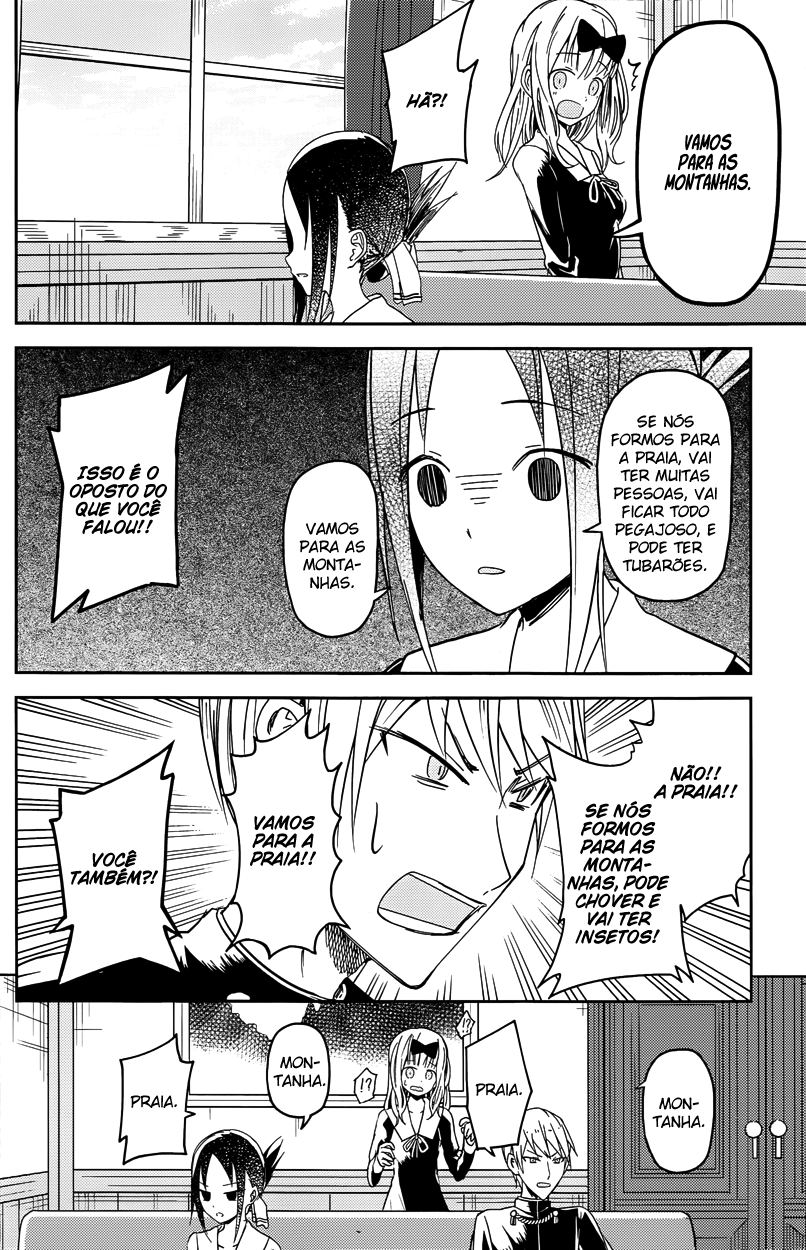 VAMOS
PARA AS
MONTANHAS.
HÃ?!
SE NÓS
FORMOS PARA
A PRAIA, VAI
TER MUITAS
PESSOAS, VAI
FICAR TODO
PEGAJOSO, E
PODE TER
TUBARÕES.
VAMOS
PARA AS
MONTA-
NHAS.
ISSO É O
OPOSTO DO
QUE VOCÊ
FALOU!!
NÃO!!
A PRAIA!!
SE NÓS
FORMOS
PARA AS
MONTA-
NHAS, PODE
CHOVER E
VAI TER
INSETOS!
VAMOS
PARA A
PRAIA!!
VOCÊ
TAMBÉM?!
MON-
TANHA.
PRAIA.
!?
!?
MON-
TANHA.
PRAIA.